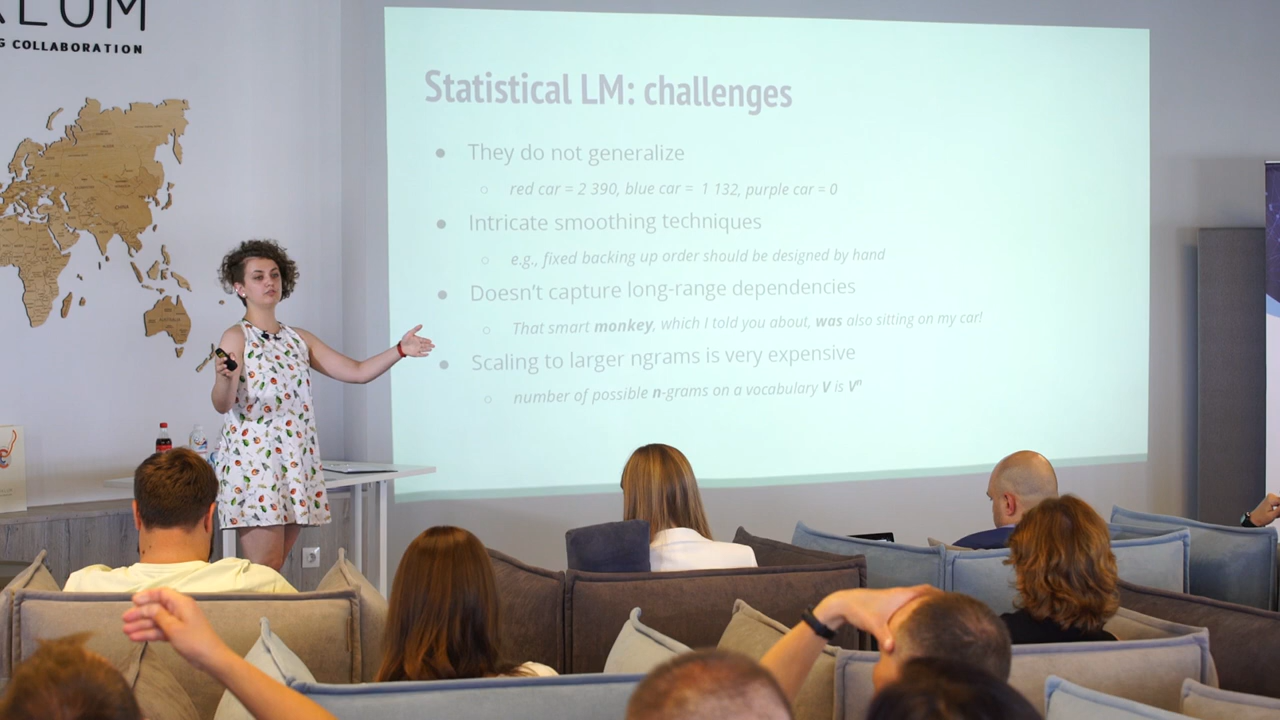 G COLLABORATION
Statistical LM: challenges
● They do not generalize
○ red car = 2 390, blue car = 1 132, purple car = 0
● Intricate smoothing techniques
○ e.g., fixed backing up order should be designed by hand
● Doesn't capture long-range dependencies
○ That smart monkey, which I told you about, was also sitting on my car!
● Scaling to larger ngrams is very expensive
○ number of possible n-grams on a vocabulary V is Vⁿ